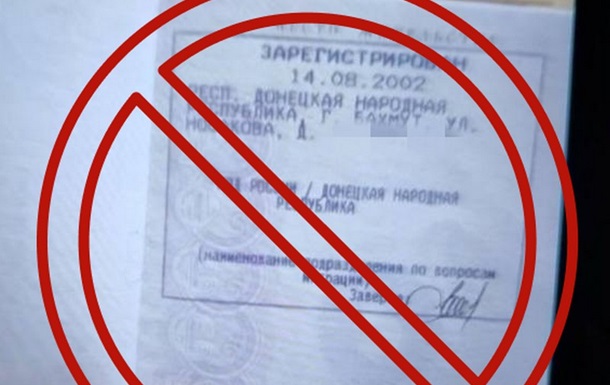 ЗАРЕГИСТРИРОВАН
14.08.2002
РЕСП. ДОНЕЦКАЯ НАРОДНАЯ
РЕСПУБЛИКА, Г. БАХМУТ, УЛ.
Д.
РОССИИ / ДОНЕЦКАЯ НАРОДНАЯ
РЕСПУБЛИКА
(наименование подразделения по вопросам
миграции)
Заверил